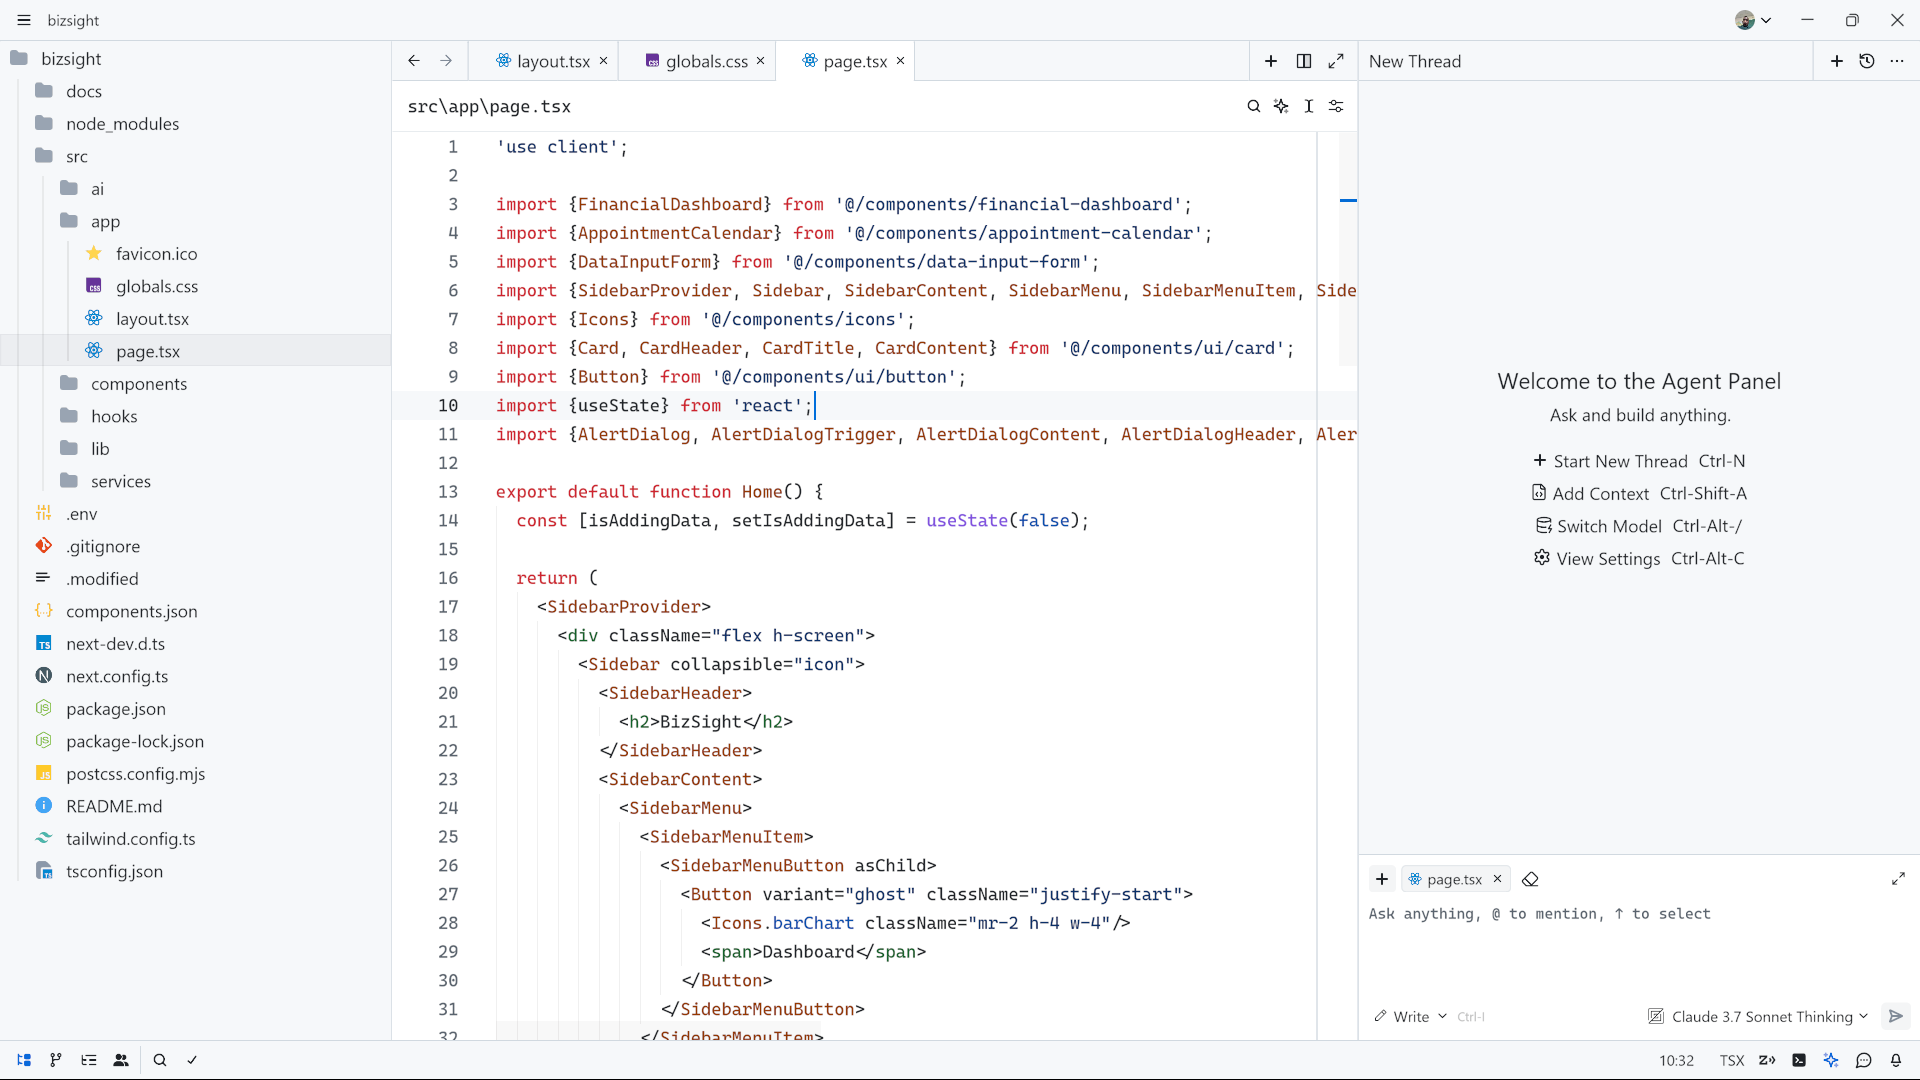 bizsight
bizsight
docs
node_modules
src
ai
app
favicon.ico
globals.css
layout.tsx
page.tsx
components
hooks
lib
services
.env
.gitignore
.modified
components.json
next-dev.d.ts
next.config.ts
package.json
package-lock.json
postcss.config.mjs
README.md
tailwind.config.ts
tsconfig.json
layout.tsx
globals.css
page.tsx
src\app\page.tsx
1 'use client';
2
3 import {FinancialDashboard} from '@/components/financial-dashboard';
4 import {AppointmentCalendar} from '@/components/appointment-calendar';
5 import {DataInputForm} from '@/components/data-input-form';
6 import {SidebarProvider, Sidebar, SidebarContent, SidebarMenu, SidebarMenuItem, Side
7 import {Icons} from '@/components/icons';
8 import {Card, CardHeader, CardTitle, CardContent} from '@/components/ui/card';
9 import {Button} from '@/components/ui/button';
10 import {useState} from 'react';
11 import {AlertDialog, AlertDialogTrigger, AlertDialogContent, AlertDialogHeader, Aler
12
13 export default function Home() {
14 const [isAddingData, setIsAddingData] = useState(false);
15
16 return (
17 <SidebarProvider>
18 <div className="flex h-screen">
19 <Sidebar collapsible="icon">
20 <SidebarHeader>
21 <h2>BizSight</h2>
22 </SidebarHeader>
23 <SidebarContent>
24 <SidebarMenu>
25 <SidebarMenuItem>
26 <SidebarMenuButton asChild>
27 <Button variant="ghost" className="justify-start">
28 <Icons.barChart className="mr-2 h-4 w-4"/>
29 <span>Dashboard</span>
30 </Button>
31 </SidebarMenuButton>
32 </SidebarMenuItem>
New Thread
Welcome to the Agent Panel
Ask and build anything.
Start New Thread Ctrl-N
Add Context Ctrl-Shift-A
Switch Model Ctrl-Alt-/
View Settings Ctrl-Alt-C
page.tsx
Ask anything, @ to mention, ↑ to select
Write Ctrl-I
Claude 3.7 Sonnet Thinking
10:32 TSX